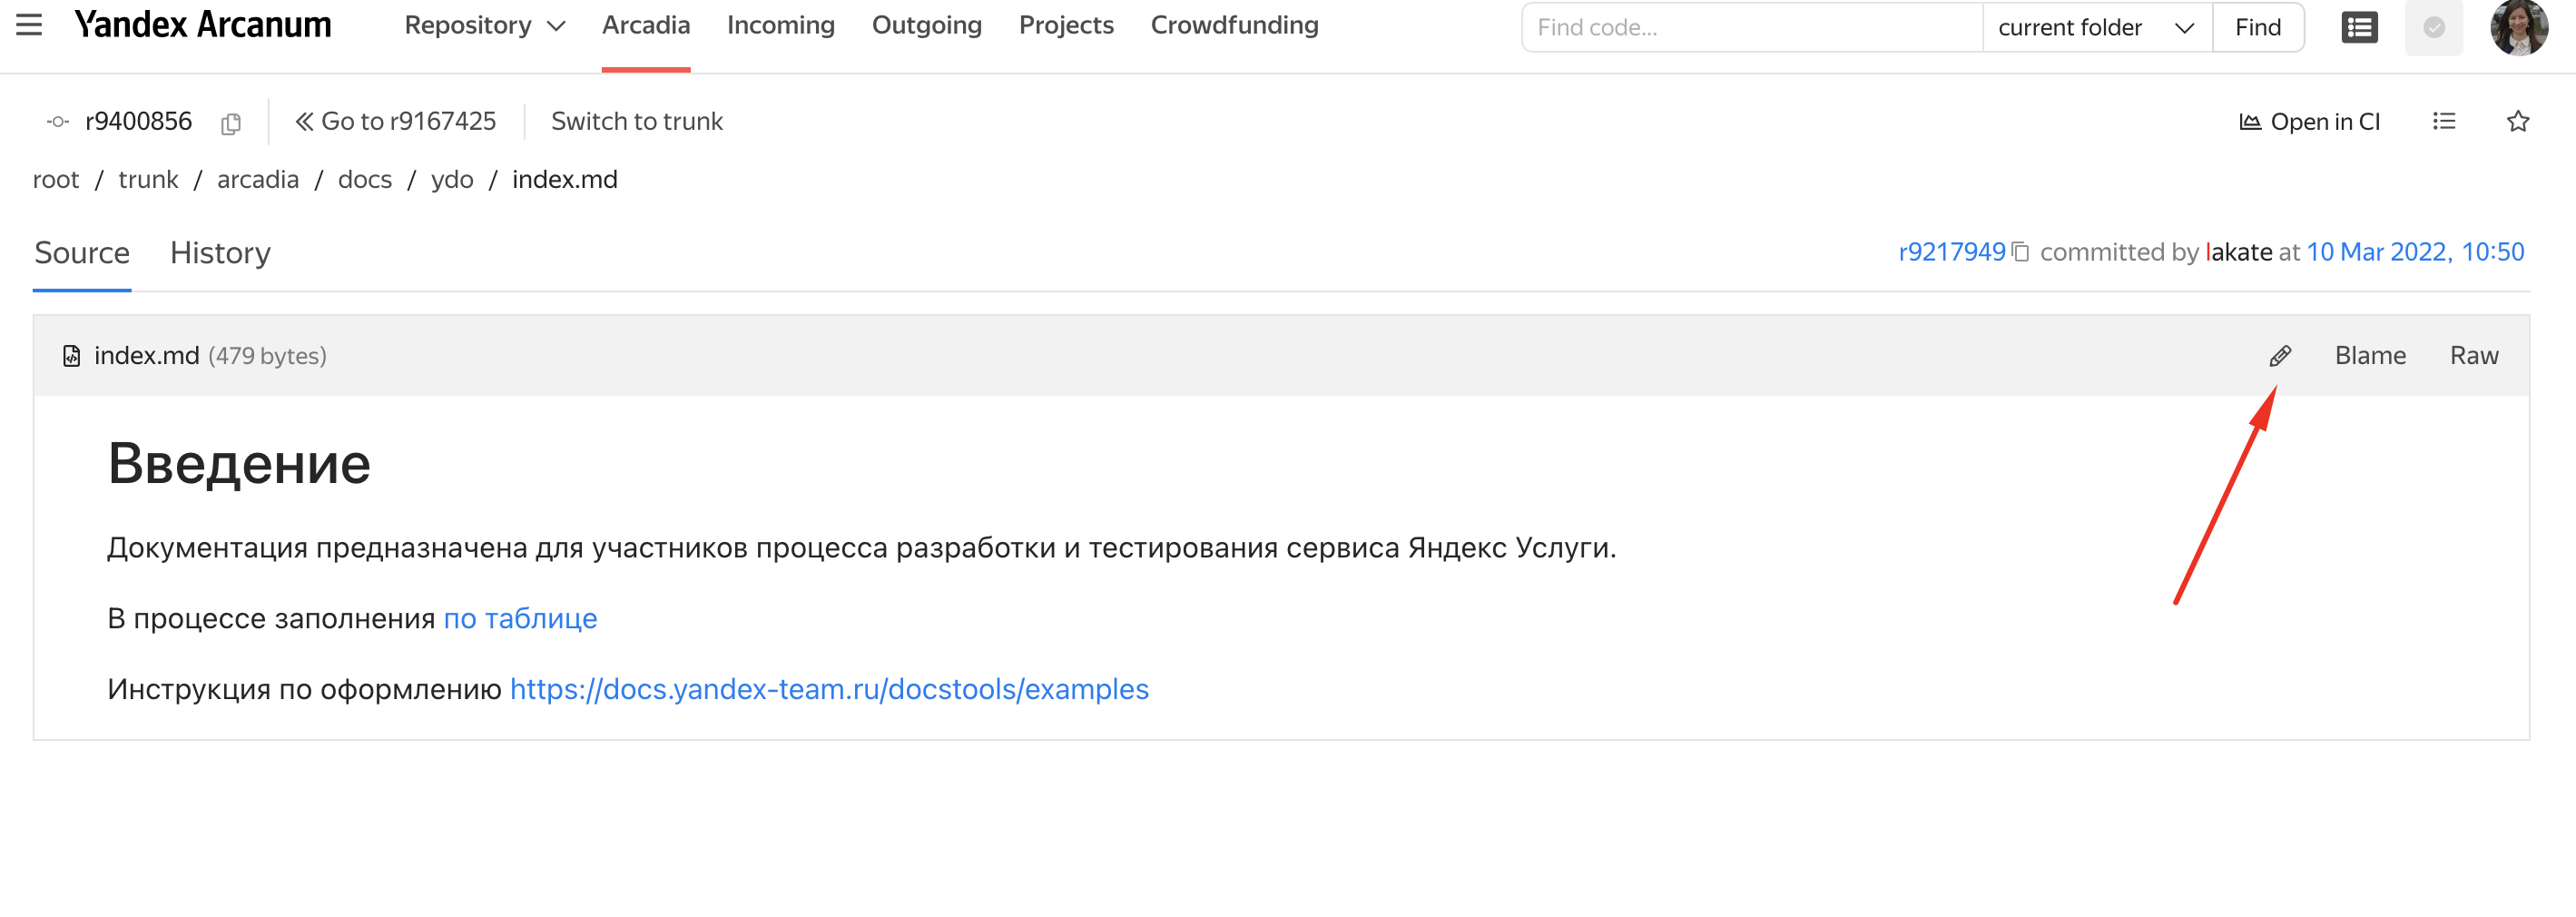 Yandex Arcanum Repository Arcadia Incoming Outgoing Projects Crowdfunding Find code... current folder Find
r9400856 Go to r9167425 Switch to trunk Open in CI
root / trunk / arcadia / docs / ydo / index.md
Source History r9217949 committed by lakate at 10 Mar 2022, 10:50
index.md (479 bytes) Blame Raw
Введение
Документация предназначена для участников процесса разработки и тестирования сервиса Яндекс Услуги.
В процессе заполнения по таблице
Инструкция по оформлению https://docs.yandex-team.ru/docstools/examples